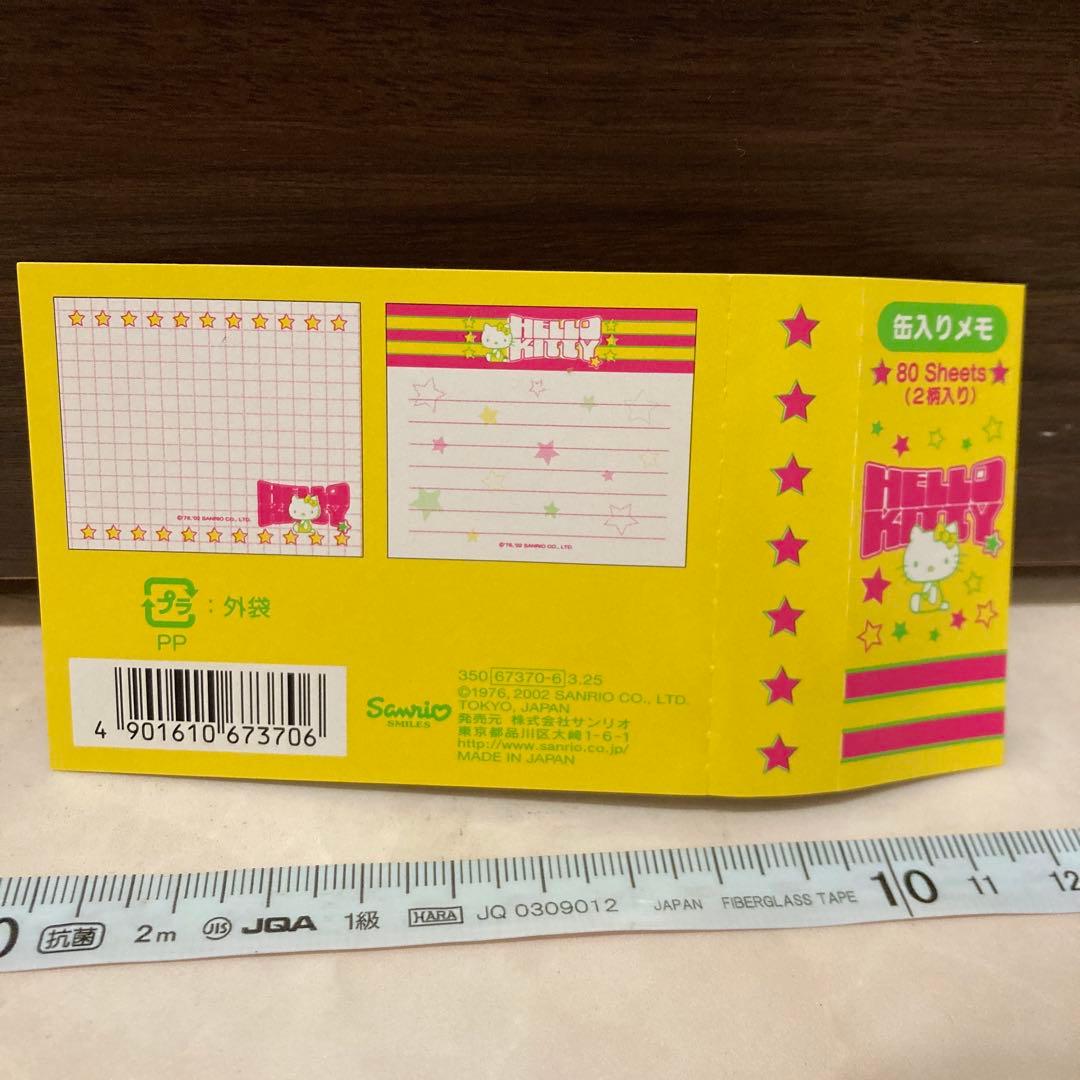 HELLO
KITTY
©'76,'02 SANRIO CO., LTD.
HELLO
KITTY
©'76,'02 SANRIO CO., LTD.
缶入りメモ
80 Sheets
(2柄入り)
HELLO
KITTY
プラ : 外袋
PP
4 901610 673706
Sanrio
SMILES
350 67370-6 3.25
©1976, 2002 SANRIO CO., LTD.
TOKYO, JAPAN
発売元 株式会社サンリオ
東京都品川区大崎1-6-1
http://www.sanrio.co.jp/
MADE IN JAPAN
0 抗菌 2m JIS JQA 1級 HARA JQ 0309012 JAPAN FIBERGLASS TAPE 10 11 12